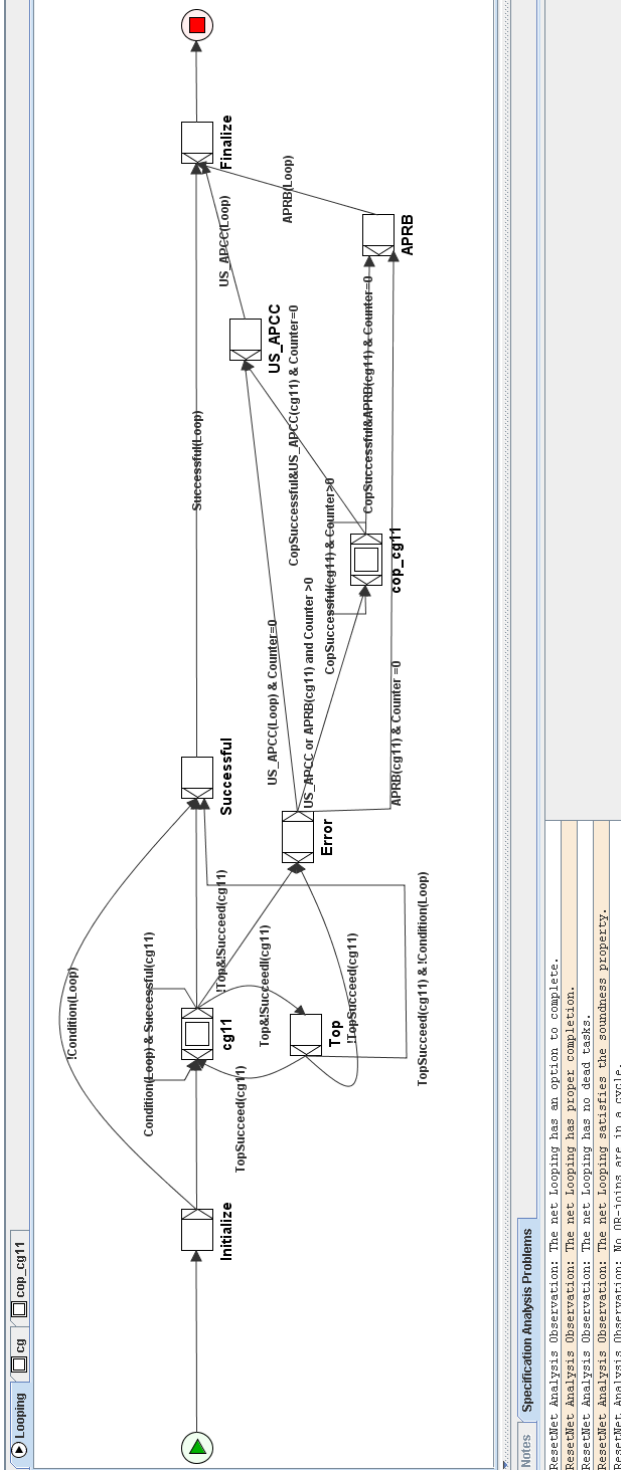 Looping
cg
cop_cg11
!Condition(Loop)
Condition(Loop) & Successful(cg11)
TopSucceed(cg11)
Initialize
cg11
!Top&!Succeed(cg11)
Top&!Succeedl(cg11)
Top
!TopSucceed(cg11)
TopSucceed(cg11) & !Condition(Loop)
Successful
Successful(Loop)
Error
US_APCC(Loop) & Counter=0
US_APCC or APRB(cg11) and Counter >0
APRB(cg11) & Counter =0
CopSuccessful&US_APCC(cg11) & Counter=0
CopSuccessful(cg11) & Counter>0
cop_cg11
CopSuccessful&APRB(cg11) & Counter=0
US_APCC
US_APCC(Loop)
APRB
APRB(Loop)
Finalize
Notes
Specification Analysis Problems
ResetNet Analysis Observation: The net Looping has an option to complete.
ResetNet Analysis Observation: The net Looping has proper completion.
ResetNet Analysis Observation: The net Looping has no dead tasks.
ResetNet Analysis Observation: The net Looping satisfies the soundness property.
ResetNet Analysis Observation: No OR-joins are in a cycle.